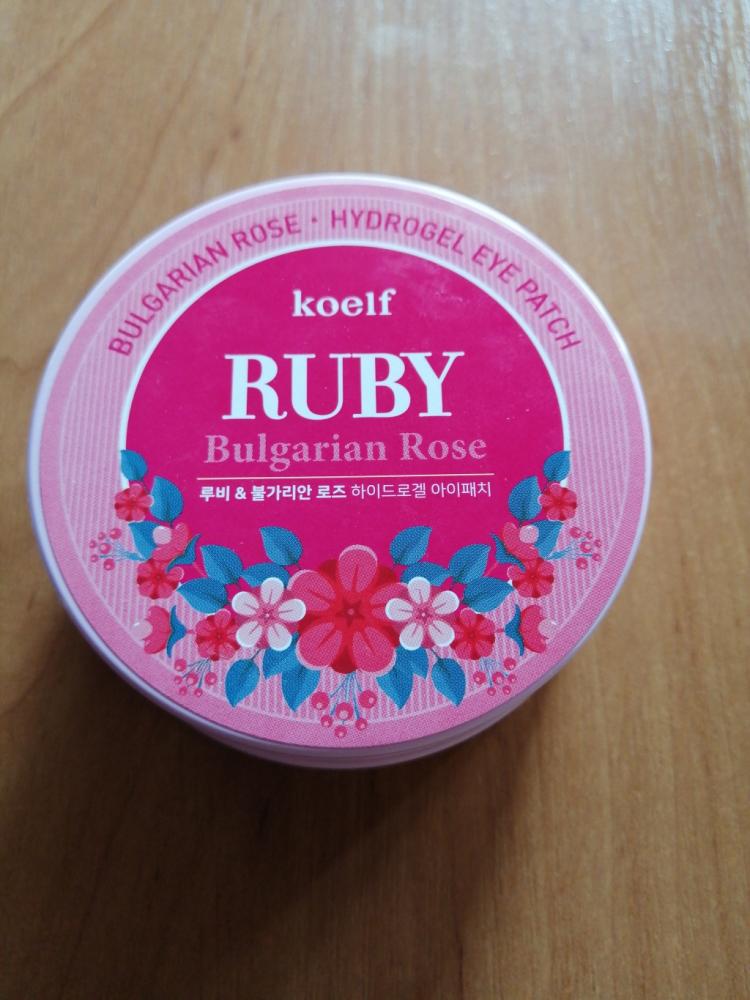 BULGARIAN ROSE · HYDROGEL EYE PATCH
koelf
RUBY
Bulgarian Rose
루비 & 불가리안 로즈 하이드로겔 아이패치